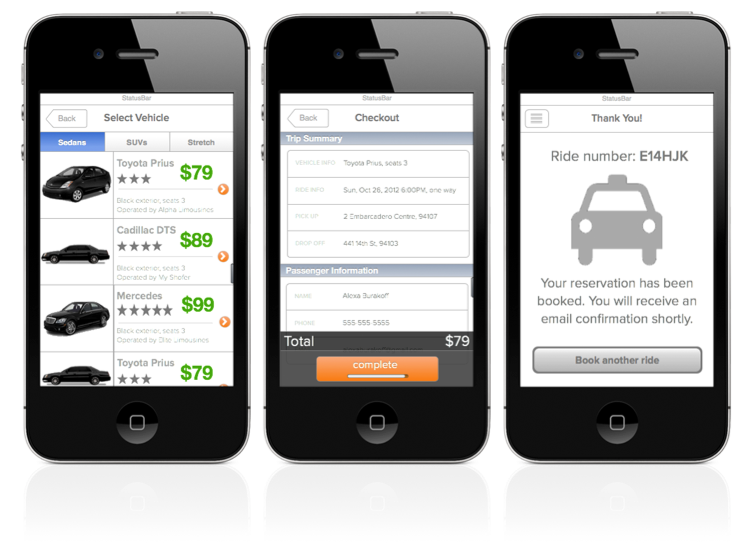 StatusBar
Back
Select Vehicle
Sedans
SUVs
Stretch
Toyota Prius
$79
Black exterior, seats 3
Operated by Alpha Limousines
Cadillac DTS
$89
Black exterior, seats 3
Operated by My Shofer
Mercedes
$99
Black exterior, seats 3
Operated by Dito Limousines
Toyota Prius
$79
StatusBar
Back
Checkout
Trip Summary
VEHICLE INFO Toyota Prius, seats 3
RIDE INFO Sun, Oct 26, 2012 6:00PM, one way
PICK UP 2 Embarcadero Centre, 94107
DROP OFF 441 14th St, 94103
Passenger Information
NAME Alexa Burakoff
PHONE 555-555-5555
Total $79
complete
StatusBar
Thank You!
Ride number: E14HJK
Your reservation has been
booked. You will receive an
email confirmation shortly.
Book another ride